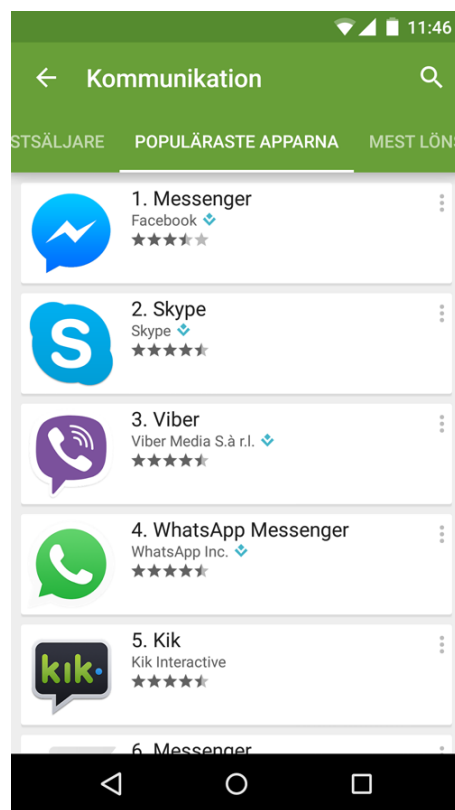 11:46
Kommunikation
STSÄLJARE POPULÄRASTE APPARNA MEST LÖN
1. Messenger
Facebook
S
2. Skype
Skype
3. Viber
Viber Media S.à r.l.
4. WhatsApp Messenger
WhatsApp Inc.
kik.
5. Kik
Kik Interactive
6. Messenger